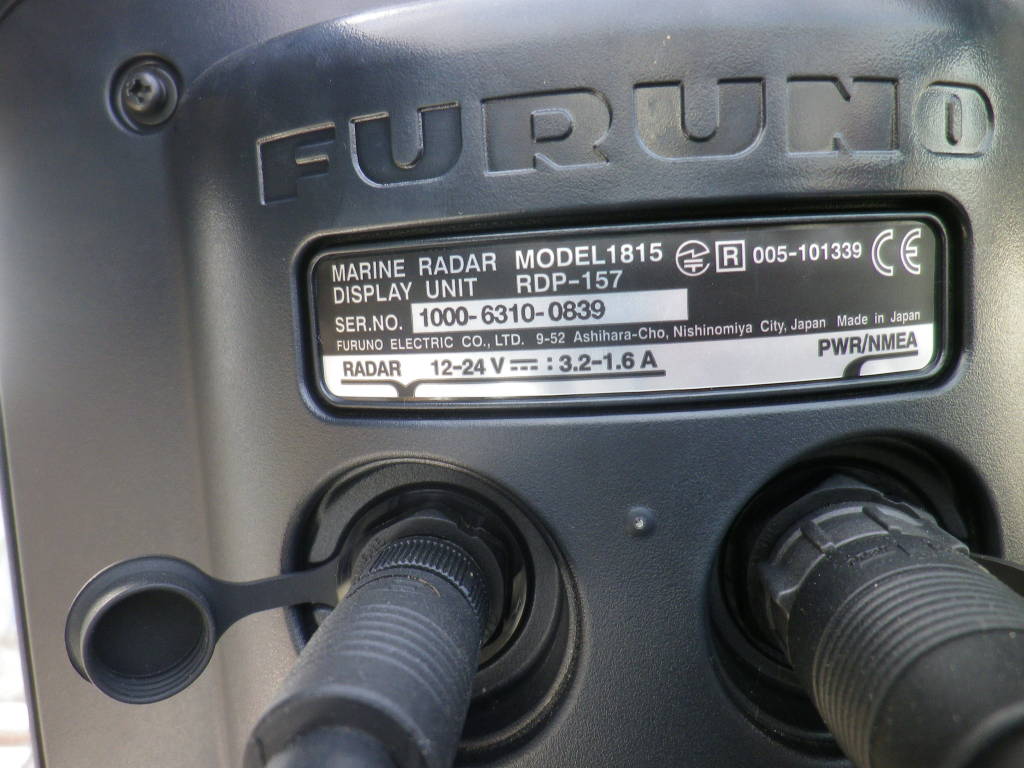 FURUNO
MARINE RADAR MODEL1815 R 005-101339 CE
DISPLAY UNIT RDP-157
SER.NO. 1000-6310-0839
FURUNO ELECTRIC CO., LTD. 9-52 Ashihara-Cho, Nishinomiya City, Japan Made in Japan
RADAR 12-24 V ⎓ : 3.2-1.6 A PWR/NMEA